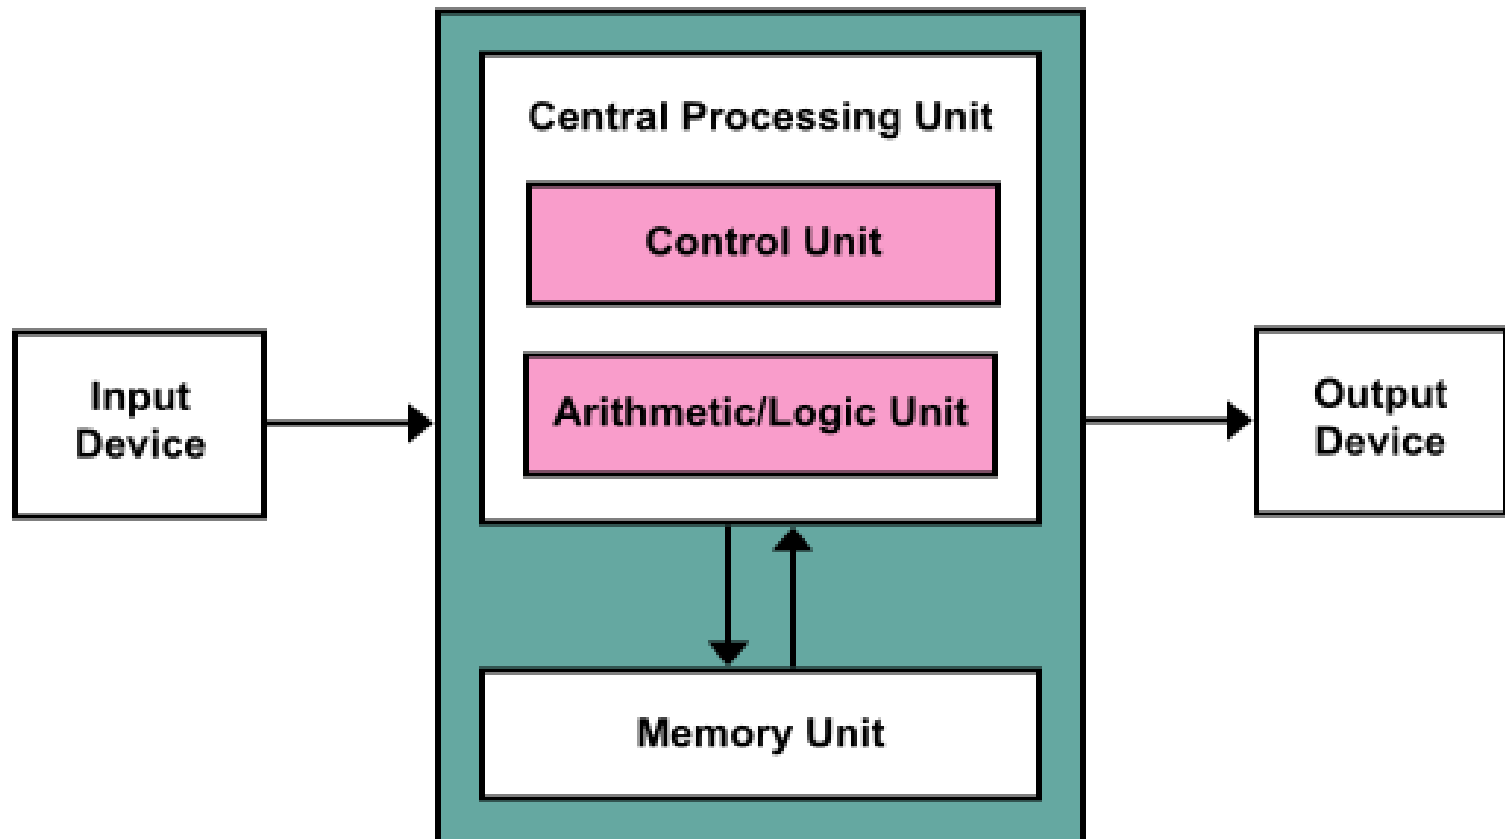 Central Processing Unit
Control Unit
Arithmetic/Logic Unit
Input
Device
Output
Device
Memory Unit